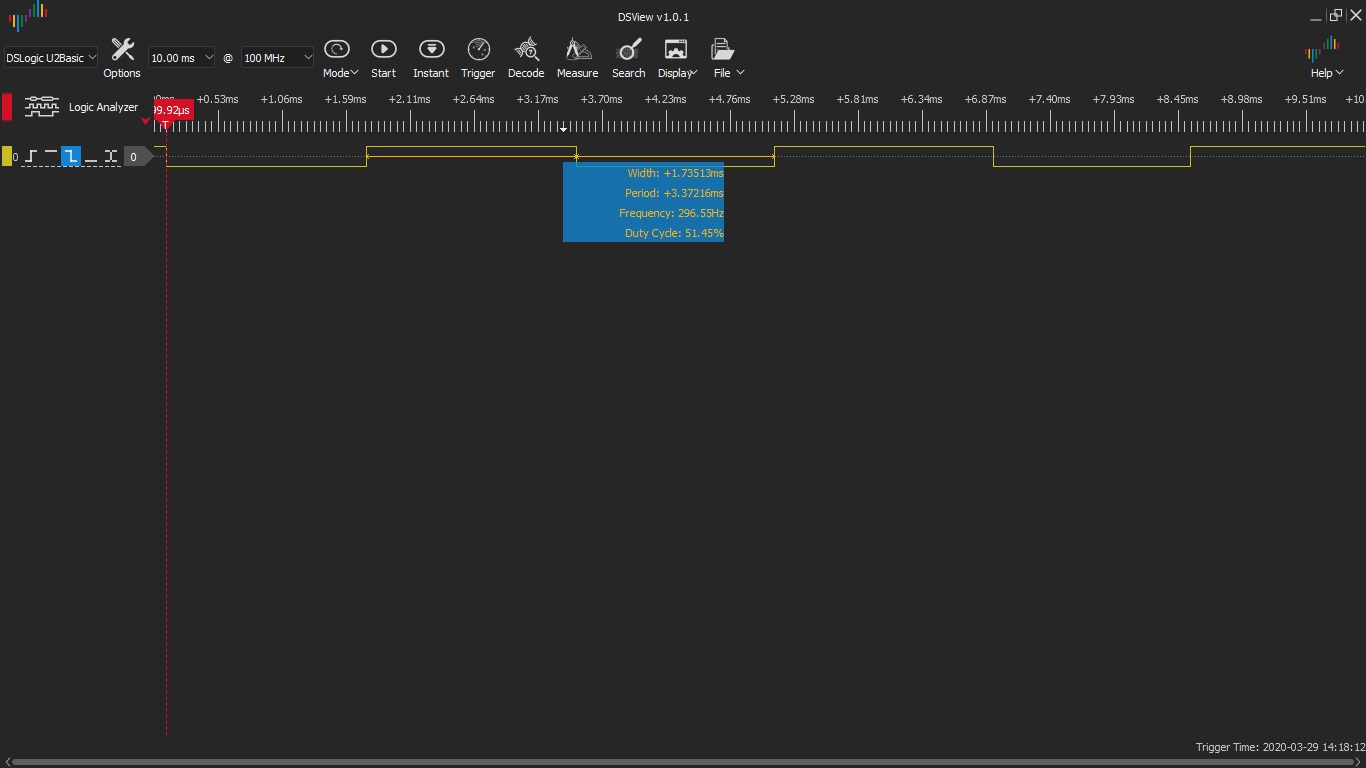 DSView v1.0.1
DSLogic U2Basic 10.00 ms @ 100 MHz
Options Mode Start Instant Trigger Decode Measure Search Display File Help
Logic Analyzer +0.53ms +1.06ms +1.59ms +2.11ms +2.64ms +3.17ms +3.70ms +4.23ms +4.76ms +5.28ms +5.81ms +6.34ms +6.87ms +7.40ms +7.93ms +8.45ms +8.98ms +9.51ms +10
99.92µs
T
0 0
Width: +1.73513ms
Period: +3.37216ms
Frequency: 296.55Hz
Duty Cycle: 51.45%
Trigger Time: 2020-03-29 14:18:12